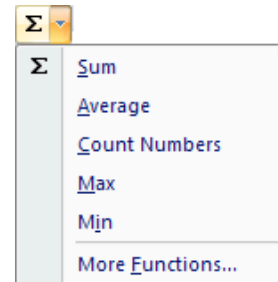 Σ
Σ Sum
Average
Count Numbers
Max
Min
More Functions...